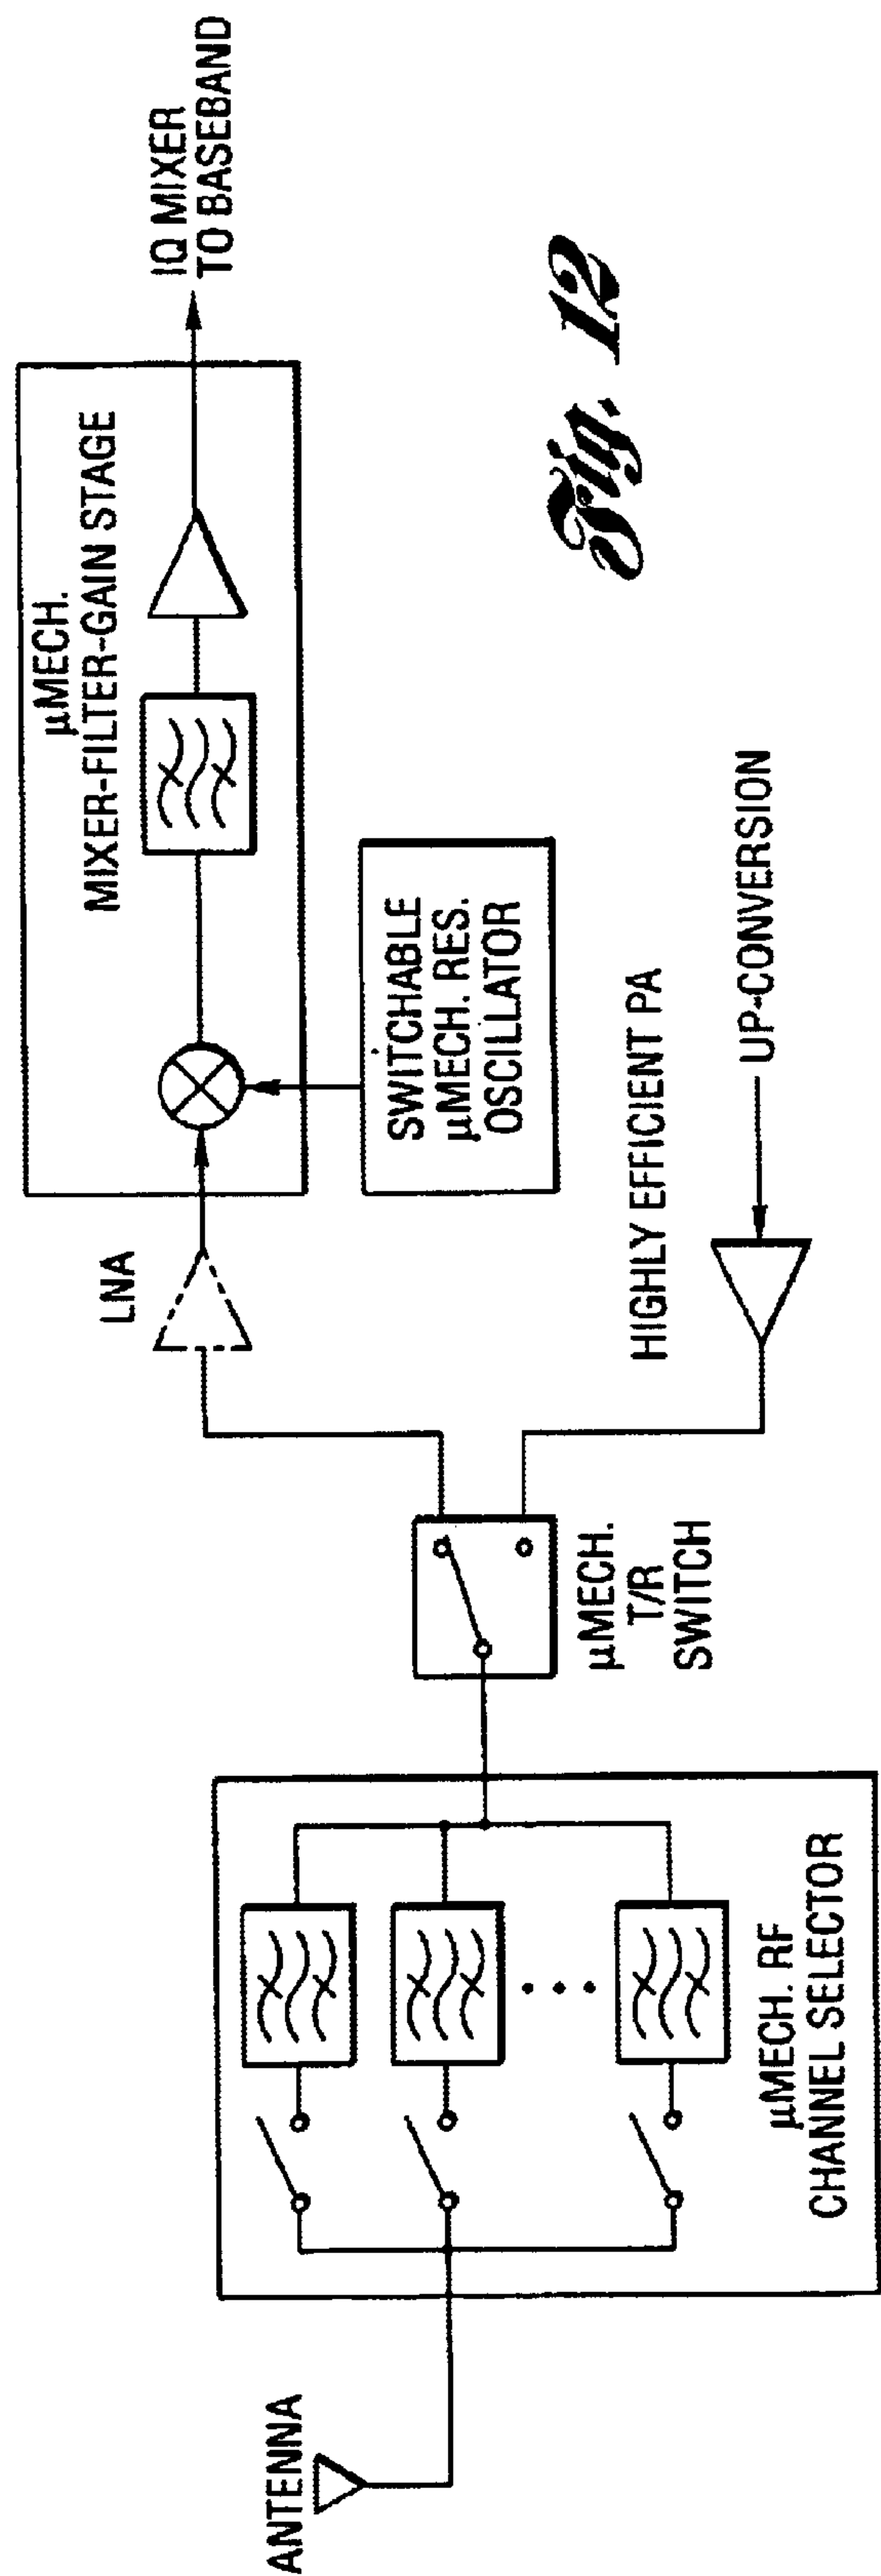 ANTENNA
µMECH. RF
CHANNEL SELECTOR
µMECH.
T/R
SWITCH
LNA
µMECH.
MIXER-FILTER-GAIN STAGE
SWITCHABLE
µMECH. RES.
OSCILLATOR
IQ MIXER
TO BASEBAND
HIGHLY EFFICIENT PA
UP-CONVERSION
Fig. 12